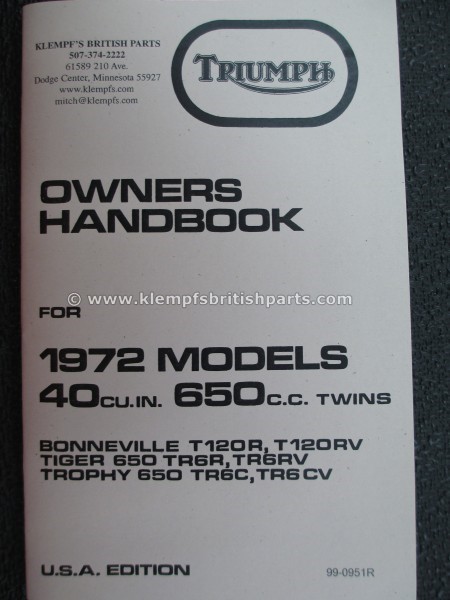 KLEMPF'S BRITISH PARTS
507-374-2222
61589 210 Ave.
Dodge Center, Minnesota 55927
www.klempfs.com
mitch@klempfs.com
TRIUMPH
OWNERS
HANDBOOK
© www.klempfsbritishparts.com
FOR
1972 MODELS
40CU.IN. 650C.C. TWINS
BONNEVILLE T120R, T120RV
TIGER 650 TR6R, TR6RV
TROPHY 650 TR6C, TR6CV
U.S.A. EDITION 99-0951R